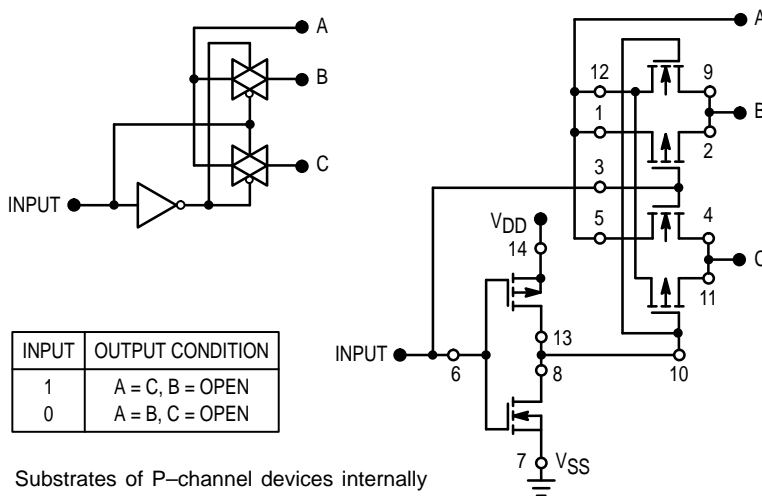 A
B
C
INPUT
A
12
9
B
1
2
3
VDD
5
4
14
C
11
INPUT
13
6
8
10
7
VSS
INPUT OUTPUT CONDITION
1 A = C, B = OPEN
0 A = B, C = OPEN
Substrates of P–channel devices internally